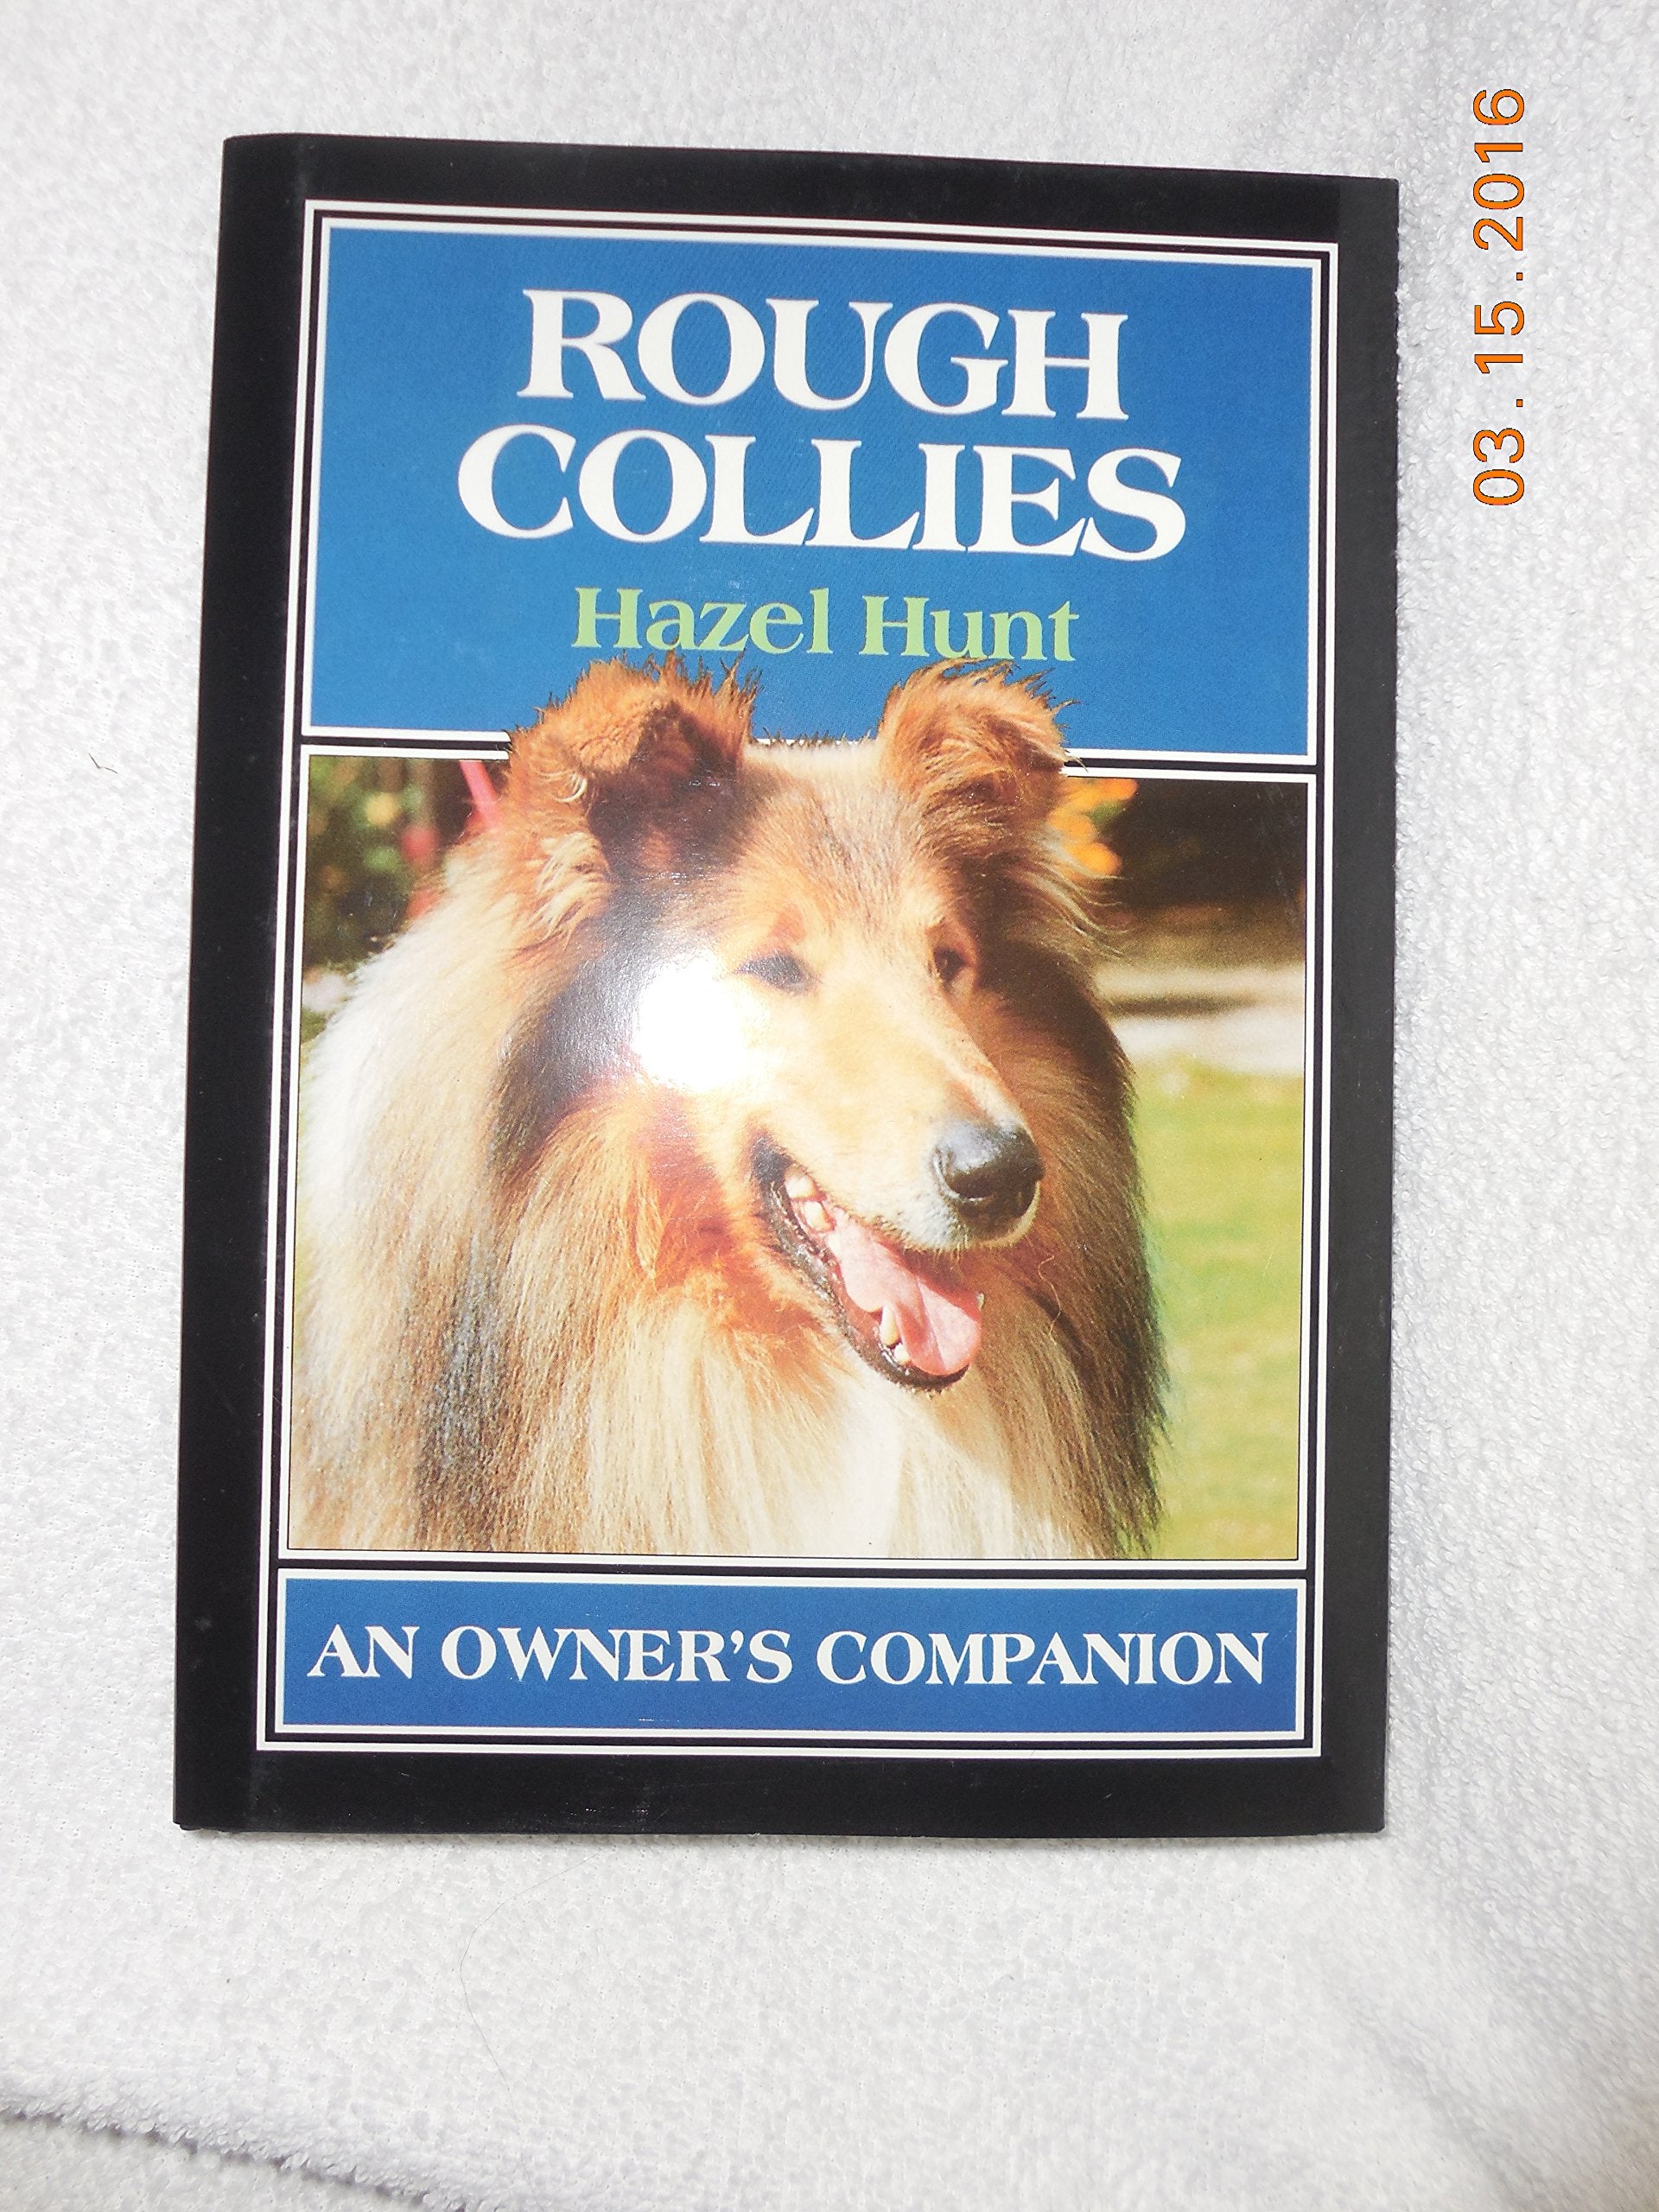 ROUGH
COLLIES
Hazel Hunt
AN OWNER'S COMPANION
03.15.2016